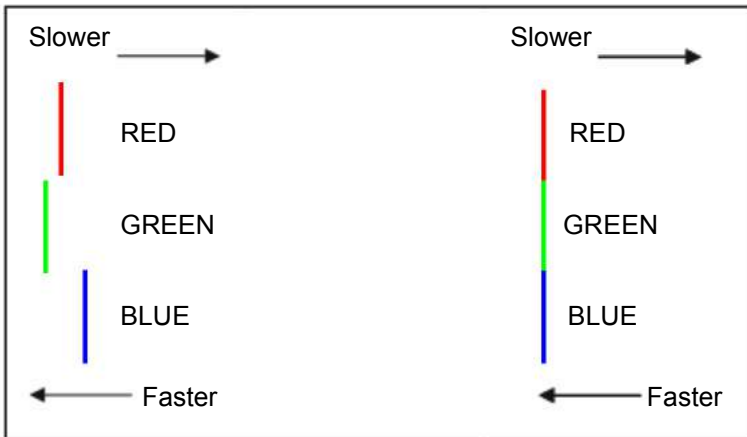 Slower
RED
GREEN
BLUE
Faster
Slower
RED
GREEN
BLUE
Faster